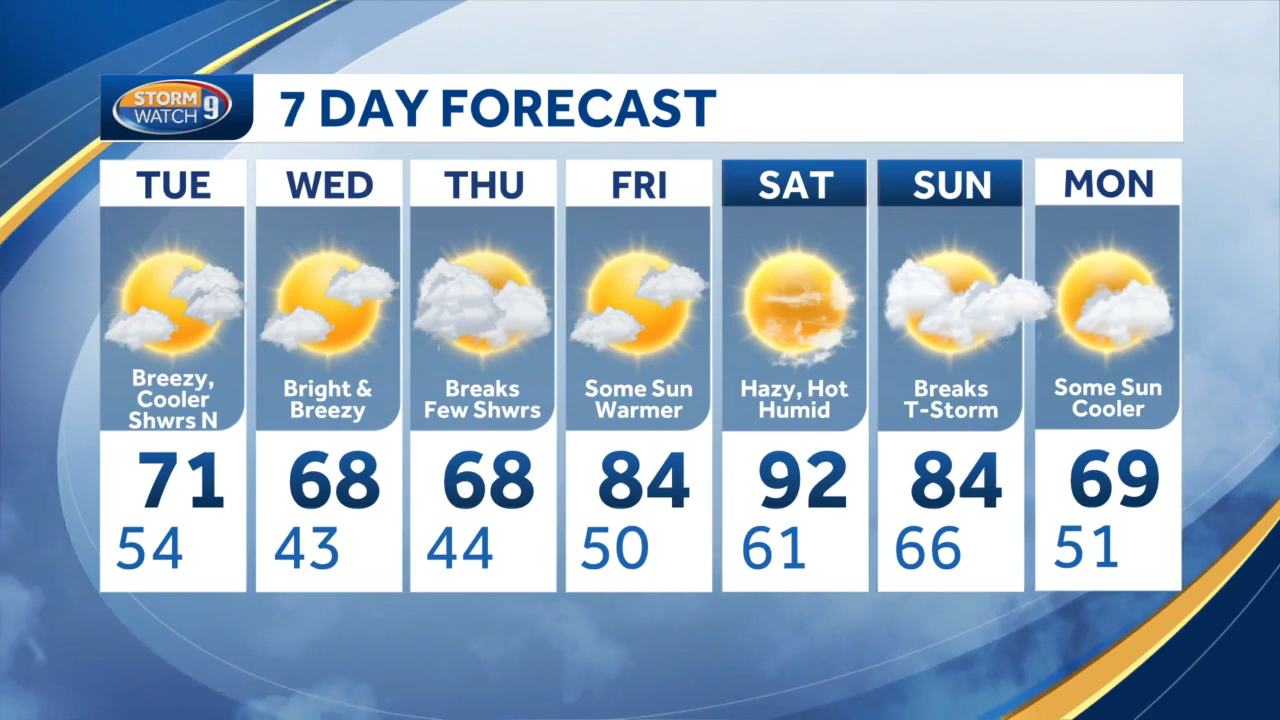 STORM
WATCH 9
7 DAY FORECAST
TUE
Breezy,
Cooler
Shwrs N
71
54
WED
Bright &
Breezy
68
43
THU
Breaks
Few Shwrs
68
44
FRI
Some Sun
Warmer
84
50
SAT
Hazy, Hot
Humid
92
61
SUN
Breaks
T-Storm
84
66
MON
Some Sun
Cooler
69
51